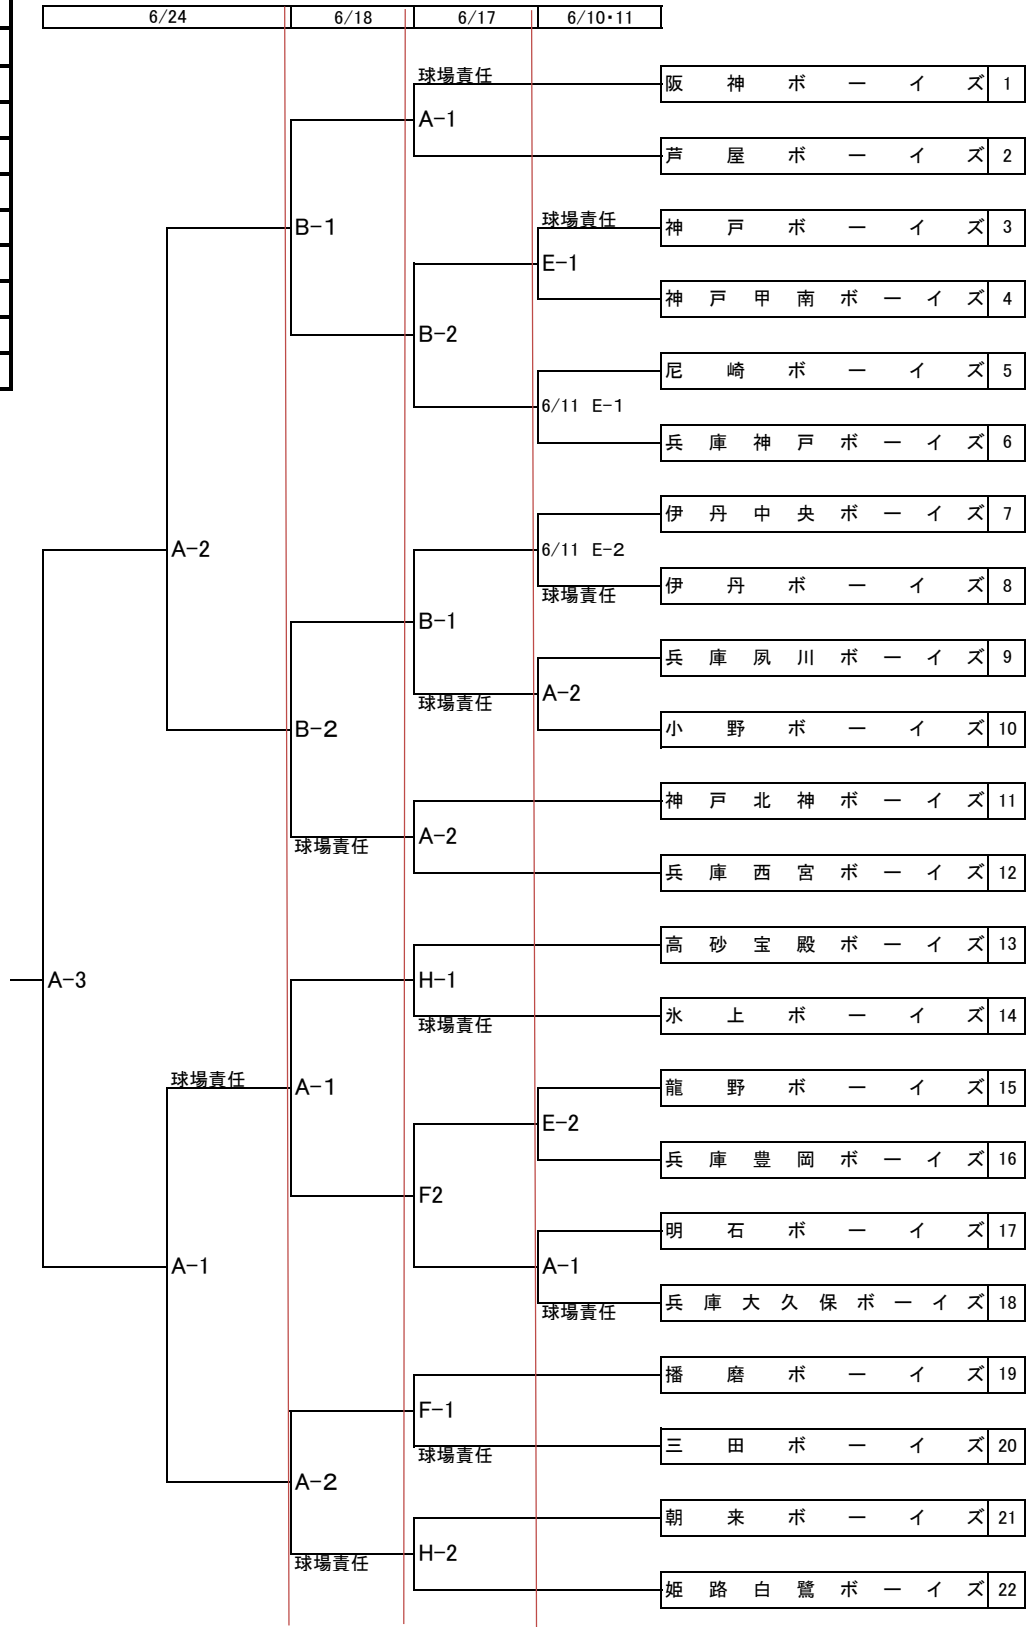 6/24 6/18 6/17 6/10・11
球場責任
阪神ボーイズ 1
A-1
芦屋ボーイズ 2
球場責任
B-1
神戸ボーイズ 3
E-1
神戸甲南ボーイズ 4
B-2
尼崎ボーイズ 5
6/11 E-1
兵庫神戸ボーイズ 6
伊丹中央ボーイズ 7
A-2
6/11 E-2
伊丹ボーイズ 8
球場責任
B-1
兵庫夙川ボーイズ 9
A-2
球場責任
B-2
小野ボーイズ 10
神戸北神ボーイズ 11
A-2
球場責任
兵庫西宮ボーイズ 12
高砂宝殿ボーイズ 13
A-3
H-1
氷上ボーイズ 14
球場責任
球場責任
A-1
龍野ボーイズ 15
E-2
兵庫豊岡ボーイズ 16
F2
明石ボーイズ 17
A-1
A-1
兵庫大久保ボーイズ 18
球場責任
播磨ボーイズ 19
F-1
三田ボーイズ 20
球場責任
A-2
朝来ボーイズ 21
H-2
球場責任
姫路白鷺ボーイズ 22